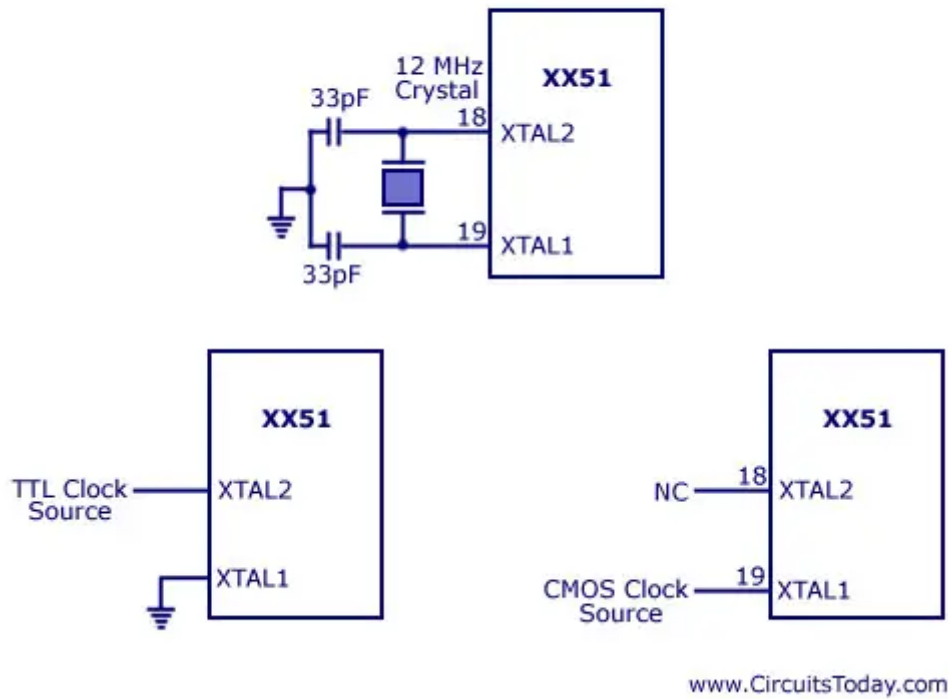 12 MHz
Crystal
XX51
33pF
18
XTAL2
19
XTAL1
33pF
XX51
TTL Clock
Source
XTAL2
XTAL1
XX51
NC
18
XTAL2
CMOS Clock
Source
19
XTAL1
www.CircuitsToday.com